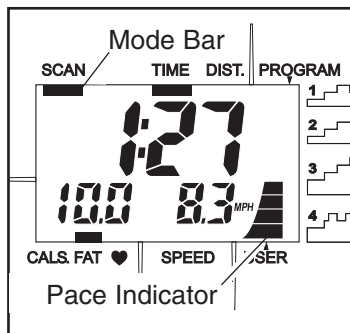 Mode Bar
SCAN TIME DIST. PROGRAM
1
1:27
2
3
10.0 8.3 MPH
4
CALS. FAT ♥ SPEED USER
Pace Indicator